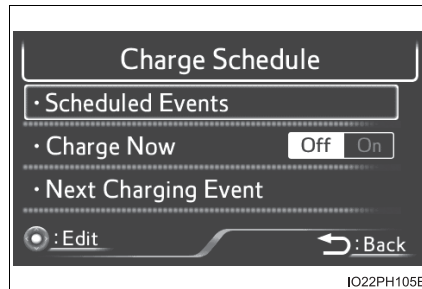 Charge Schedule
· Scheduled Events
· Charge Now Off On
· Next Charging Event
:Edit :Back
IO22PH105E